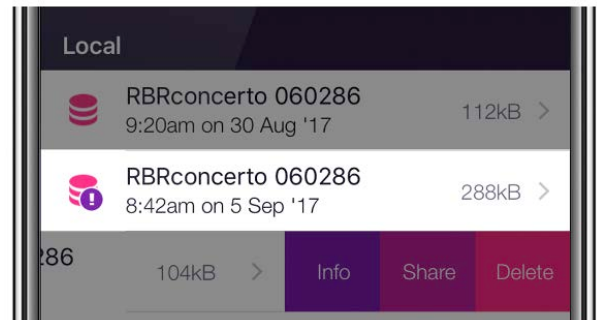 Local
RBRconcerto 060286
9:20am on 30 Aug '17
112kB
RBRconcerto 060286
8:42am on 5 Sep '17
288kB
286
104kB
Info
Share
Delete